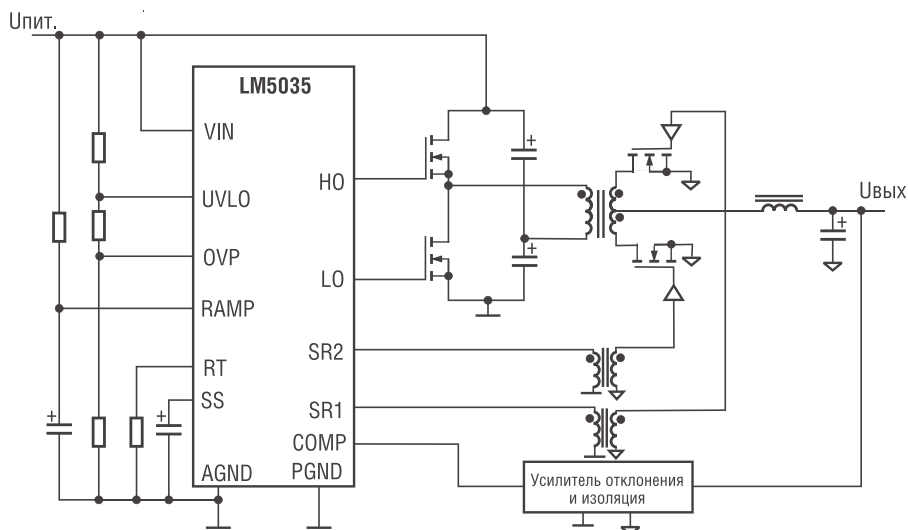 Uпит.
LM5035
VIN
UVLO
OVP
RAMP
RT
SS
AGND
HO
LO
SR2
SR1
COMP
PGND
Uвых
Усилитель отклонения
и изоляция